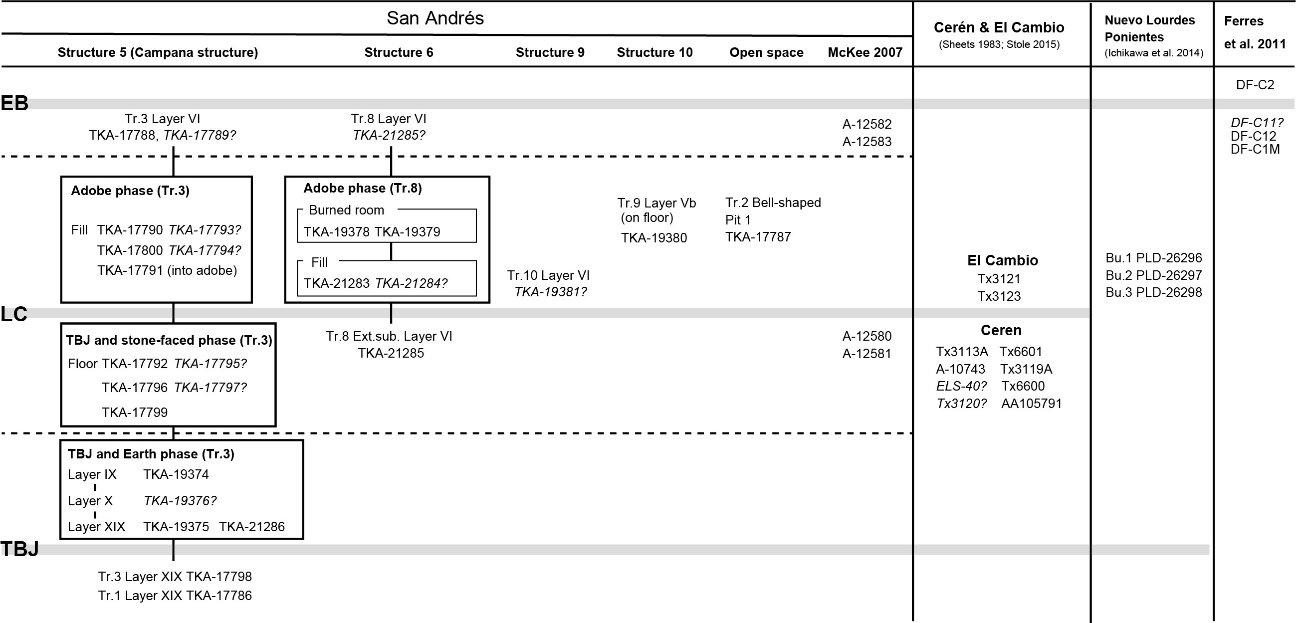 San Andrés
Structure 5 (Campana structure)
Structure 6
Structure 9
Structure 10
Open space
McKee 2007
Cerén & El Cambio
(Sheets 1983; Stole 2015)
Nuevo Lourdes
Ponientes
(Ichikawa et al. 2014)
Ferres
et al. 2011
DF-C2
EB
Tr.3 Layer VI
TKA-17788, TKA-17789?
Tr.8 Layer VI
TKA-21285?
A-12582
A-12583
DF-C11?
DF-C12
DF-C1M
Adobe phase (Tr.3)
Fill TKA-17790 TKA-17793?
TKA-17800 TKA-17794?
TKA-17791 (into adobe)
Adobe phase (Tr.8)
Burned room
TKA-19378 TKA-19379
Fill
TKA-21283 TKA-21284?
Tr.10 Layer VI
TKA-19381?
Tr.9 Layer Vb
(on floor)
TKA-19380
Tr.2 Bell-shaped
Pit 1
TKA-17787
El Cambio
Tx3121
Tx3123
Bu.1 PLD-26296
Bu.2 PLD-26297
Bu.3 PLD-26298
LC
TBJ and stone-faced phase (Tr.3)
Floor TKA-17792 TKA-17795?
TKA-17796 TKA-17797?
TKA-17799
Tr.8 Ext.sub. Layer VI
TKA-21285
A-12580
A-12581
Ceren
Tx3113A Tx6601
A-10743 Tx3119A
ELS-40? Tx6600
Tx3120? AA105791
TBJ and Earth phase (Tr.3)
Layer IX TKA-19374
Layer X TKA-19376?
Layer XIX TKA-19375 TKA-21286
TBJ
Tr.3 Layer XIX TKA-17798
Tr.1 Layer XIX TKA-17786